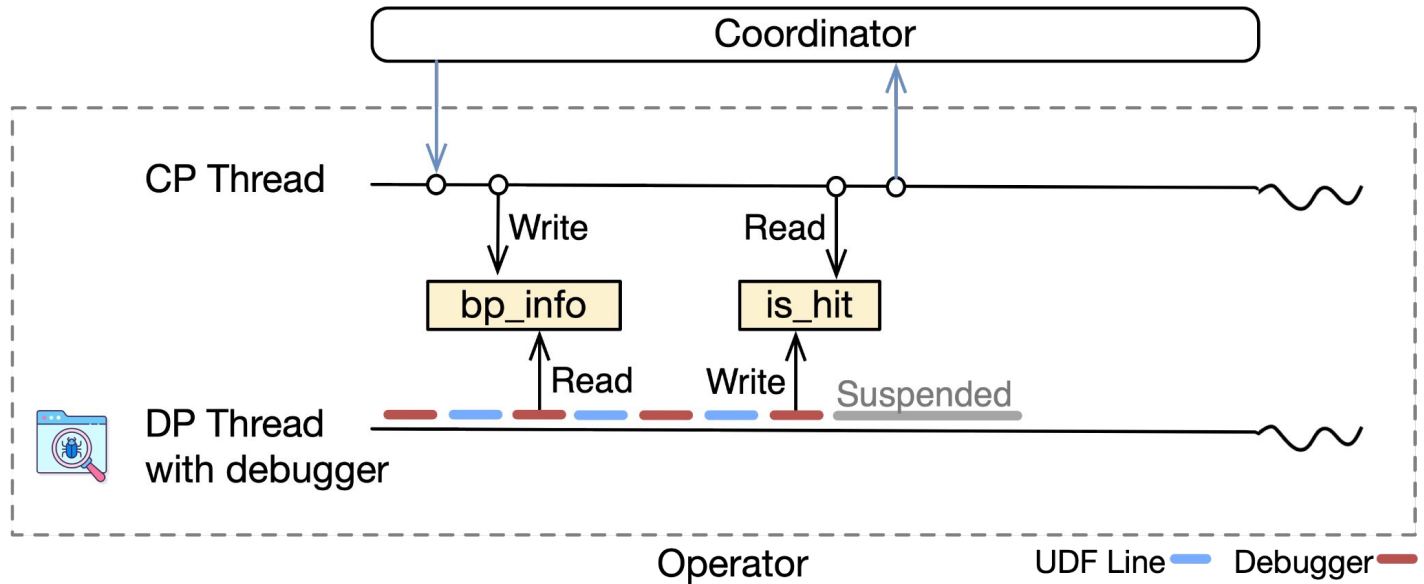 Coordinator
CP Thread
Write
Read
bp_info
is_hit
Read
Write
Suspended
DP Thread
with debugger
Operator
UDF Line
Debugger